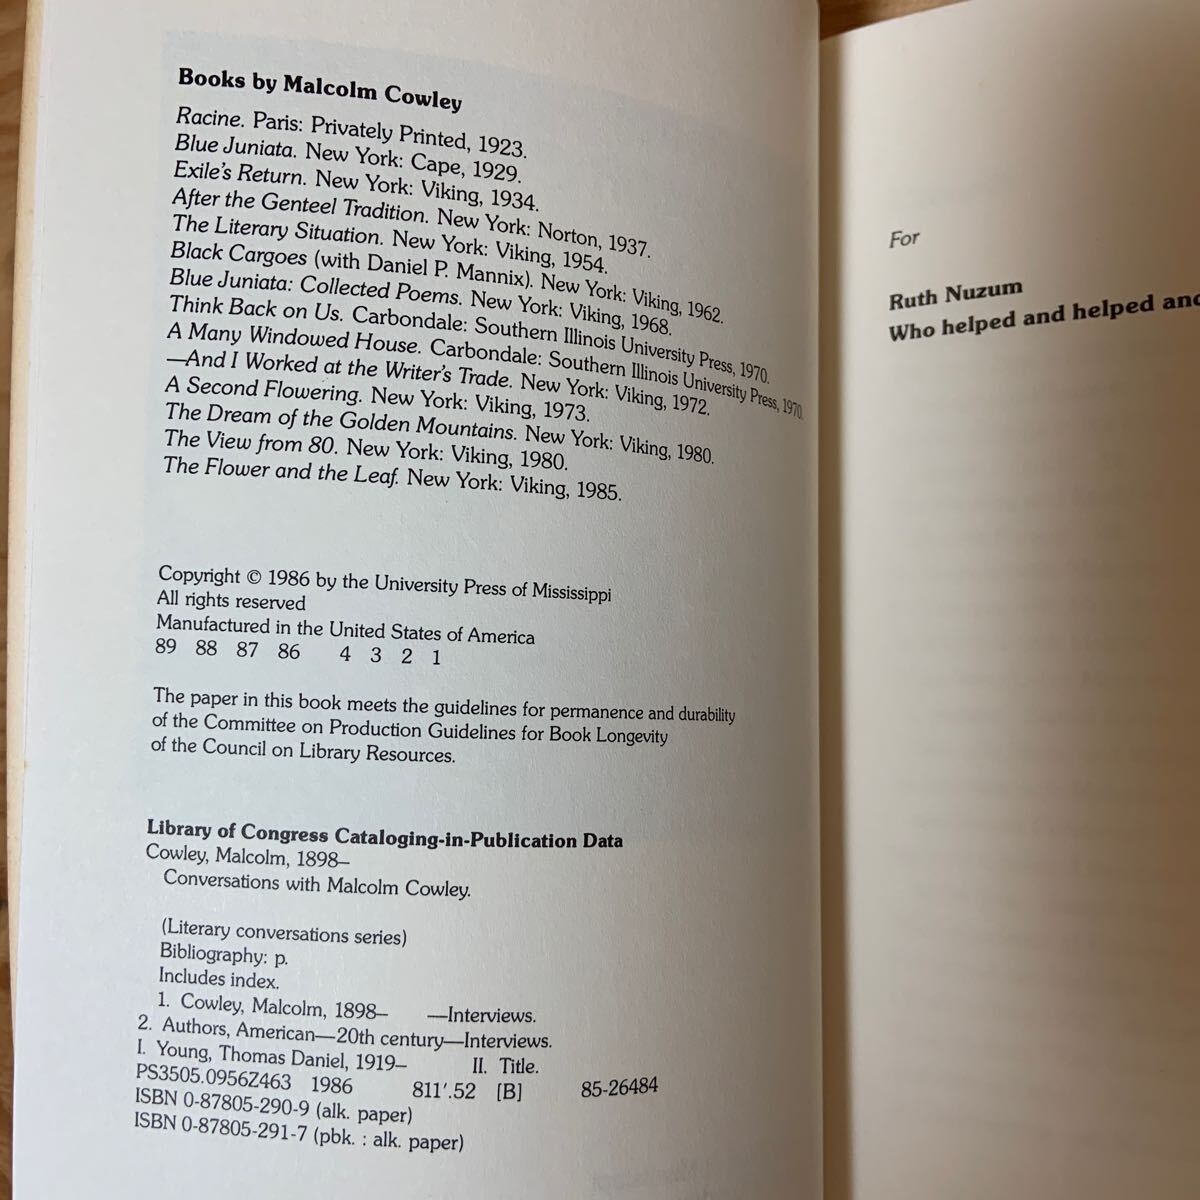 Books by Malcolm Cowley
Racine. Paris: Privately Printed, 1923.
Blue Juniata. New York: Cape, 1929.
Exile's Return. New York: Viking, 1934.
After the Genteel Tradition. New York: Norton, 1937.
The Literary Situation. New York: Viking, 1954.
Black Cargoes (with Daniel P. Mannix). New York: Viking, 1962.
Blue Juniata: Collected Poems. New York: Viking, 1968.
Think Back on Us. Carbondale: Southern Illinois University Press, 1970.
A Many Windowed House. Carbondale: Southern Illinois University Press, 1970.
—And I Worked at the Writer's Trade. New York: Viking, 1972.
A Second Flowering. New York: Viking, 1973.
The Dream of the Golden Mountains. New York: Viking, 1980.
The View from 80. New York: Viking, 1980.
The Flower and the Leaf. New York: Viking, 1985.
Copyright © 1986 by the University Press of Mississippi
All rights reserved
Manufactured in the United States of America
89 88 87 86 4 3 2 1
The paper in this book meets the guidelines for permanence and durability
of the Committee on Production Guidelines for Book Longevity
of the Council on Library Resources.
Library of Congress Cataloging-in-Publication Data
Cowley, Malcolm, 1898–
Conversations with Malcolm Cowley.
(Literary conversations series)
Bibliography: p.
Includes index.
1. Cowley, Malcolm, 1898– —Interviews.
2. Authors, American—20th century—Interviews.
I. Young, Thomas Daniel, 1919– II. Title.
PS3505.0956Z463 1986 811'.52 [B] 85-26484
ISBN 0-87805-290-9 (alk. paper)
ISBN 0-87805-291-7 (pbk. : alk. paper)
For
Ruth Nuzum
Who helped and helped and